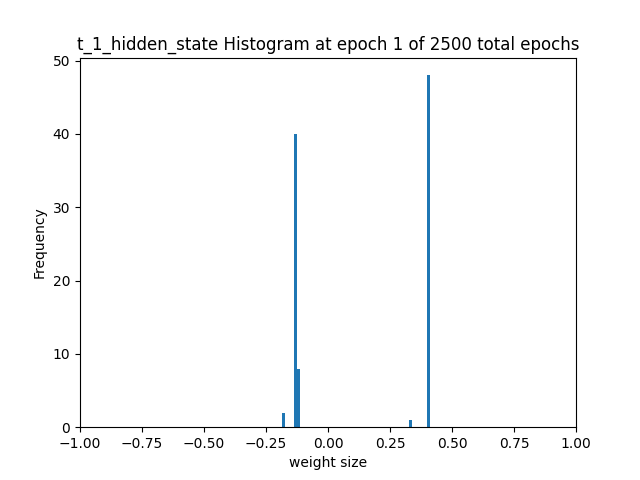 t_1_hidden_state Histogram at epoch 1 of 2500 total epochs
50
40
30
20
10
0
Frequency
−1.00 −0.75 −0.50 −0.25 0.00 0.25 0.50 0.75 1.00
weight size